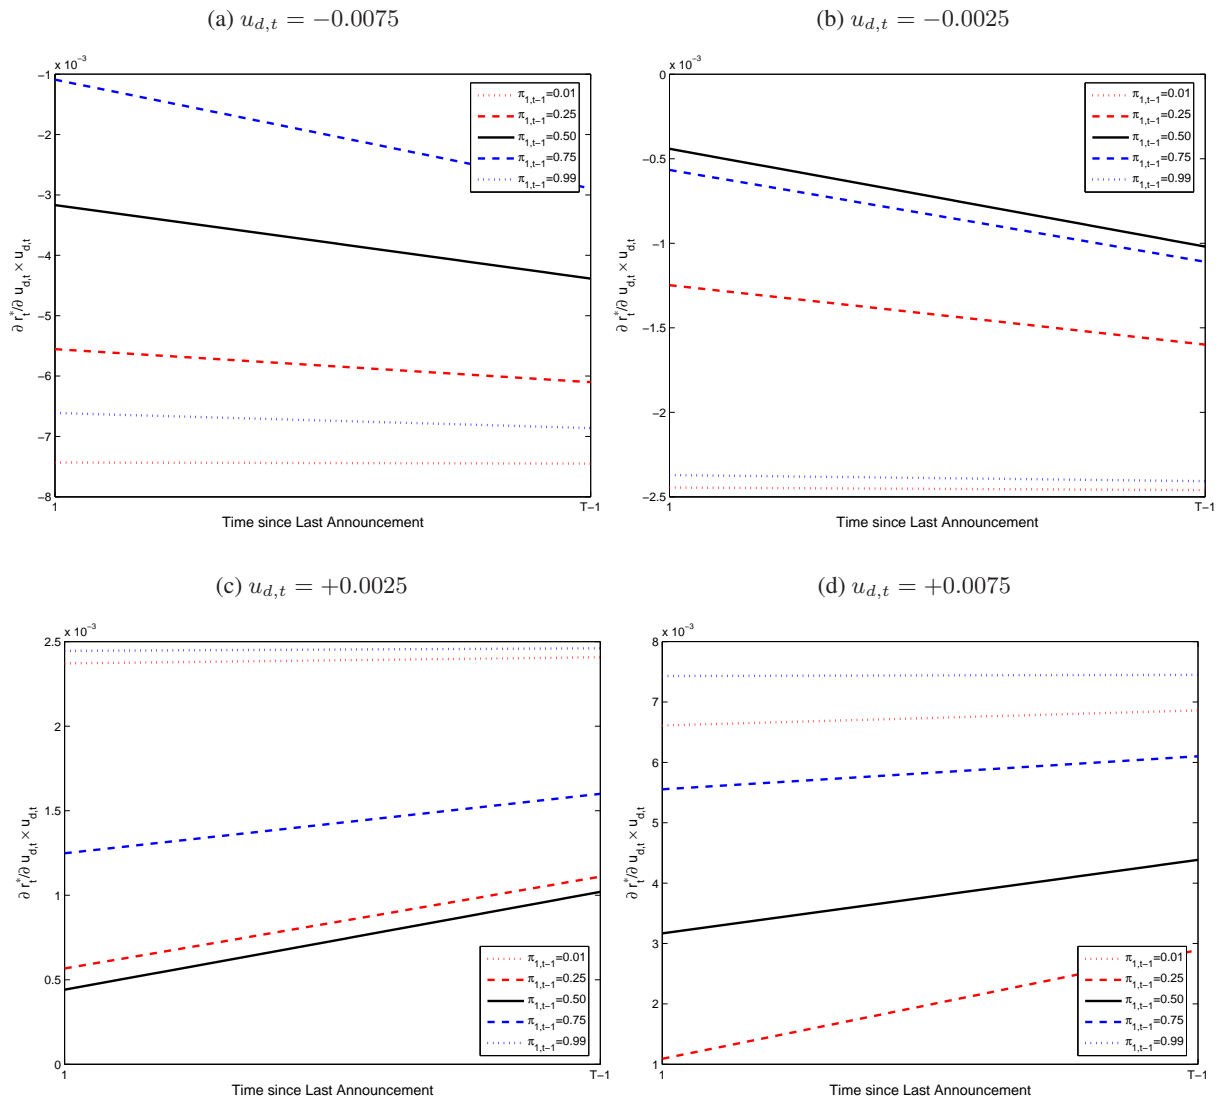 (a) u_{d,t} = −0.0075
x 10⁻³
−1
−2
−3
−4
−5
−6
−7
−8
∂ r*_t/∂ u_{d,t} × u_{d,t}
1
T−1
Time since Last Announcement
π_{1,t−1}=0.01
π_{1,t−1}=0.25
π_{1,t−1}=0.50
π_{1,t−1}=0.75
π_{1,t−1}=0.99
(b) u_{d,t} = −0.0025
x 10⁻³
0
−0.5
−1
−1.5
−2
−2.5
∂ r*_t/∂ u_{d,t} × u_{d,t}
1
T−1
Time since Last Announcement
π_{1,t−1}=0.01
π_{1,t−1}=0.25
π_{1,t−1}=0.50
π_{1,t−1}=0.75
π_{1,t−1}=0.99
(c) u_{d,t} = +0.0025
x 10⁻³
2.5
2
1.5
1
0.5
0
∂ r*_t/∂ u_{d,t} × u_{d,t}
1
T−1
Time since Last Announcement
π_{1,t−1}=0.01
π_{1,t−1}=0.25
π_{1,t−1}=0.50
π_{1,t−1}=0.75
π_{1,t−1}=0.99
(d) u_{d,t} = +0.0075
x 10⁻³
8
7
6
5
4
3
2
1
∂ r*_t/∂ u_{d,t} × u_{d,t}
1
T−1
Time since Last Announcement
π_{1,t−1}=0.01
π_{1,t−1}=0.25
π_{1,t−1}=0.50
π_{1,t−1}=0.75
π_{1,t−1}=0.99